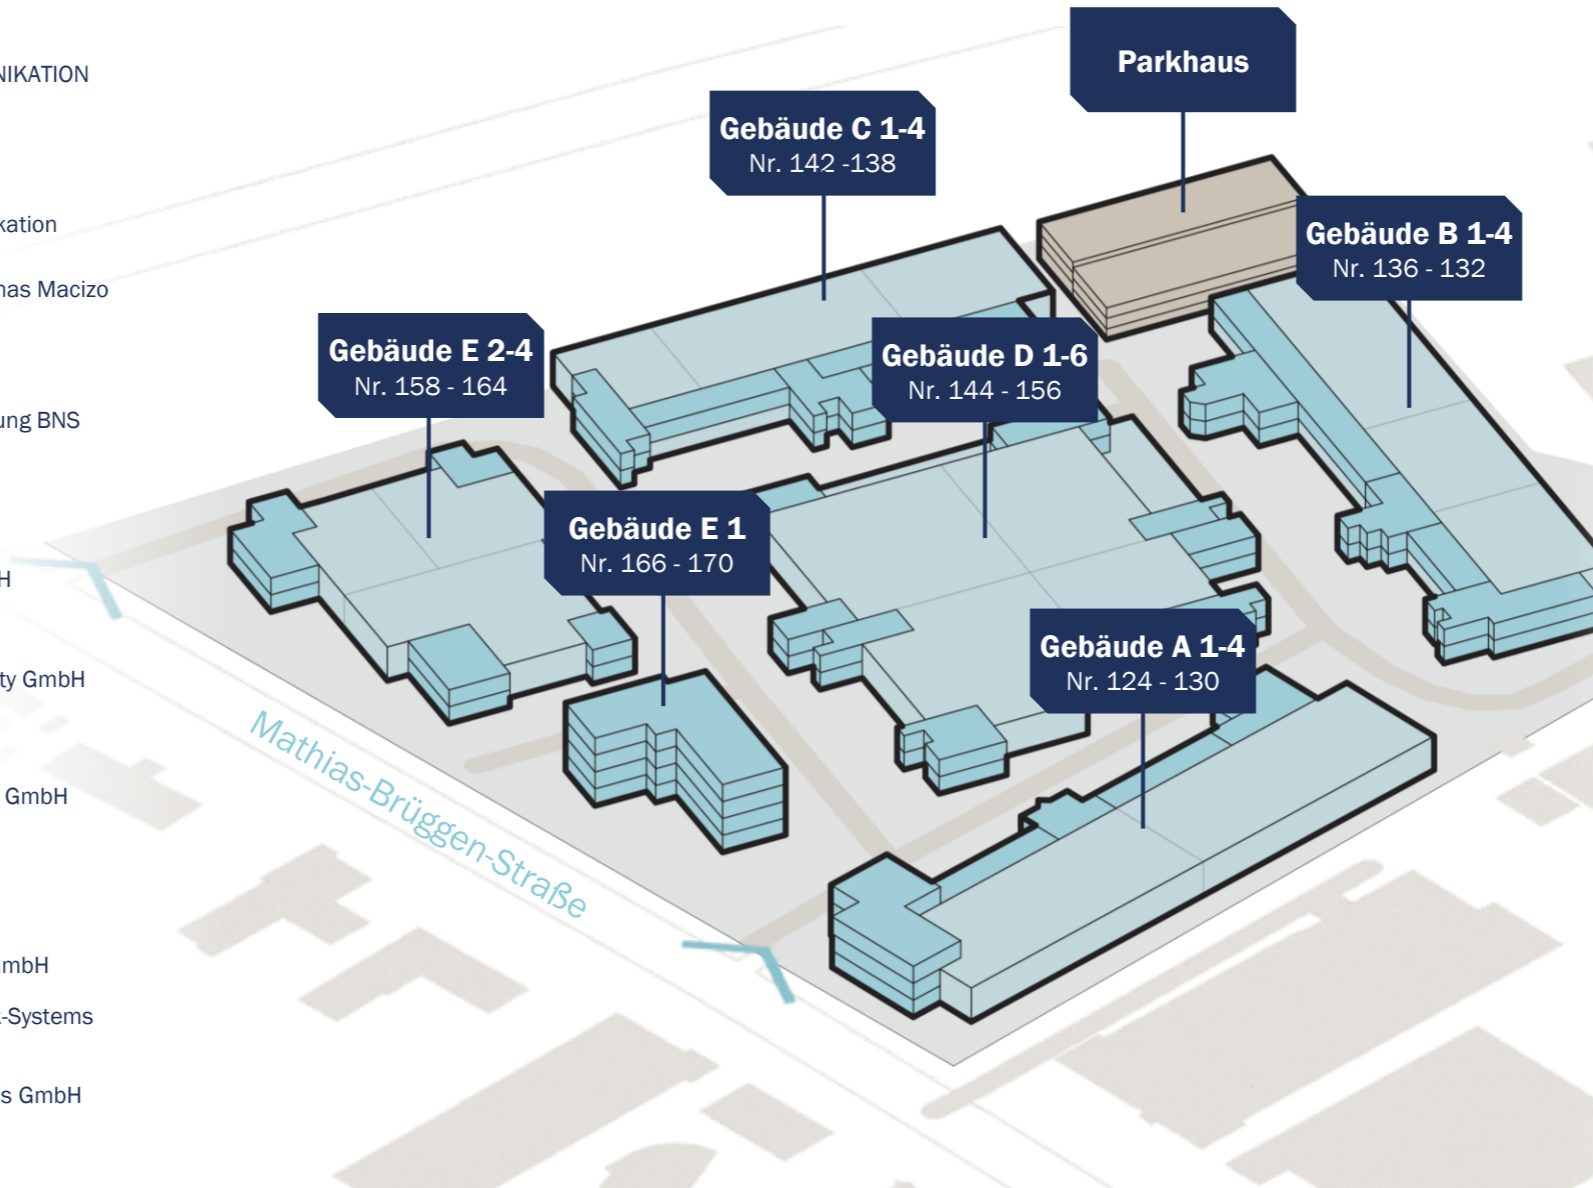 NIKATION
kation
nas Macizo
ung BNS
H
ty GmbH
GmbH
mbH
-Systems
s GmbH
Parkhaus
Gebäude C 1-4
Nr. 142 -138
Gebäude B 1-4
Nr. 136 - 132
Gebäude E 2-4
Nr. 158 - 164
Gebäude D 1-6
Nr. 144 - 156
Gebäude E 1
Nr. 166 - 170
Gebäude A 1-4
Nr. 124 - 130
Mathias-Brüggen-Straße